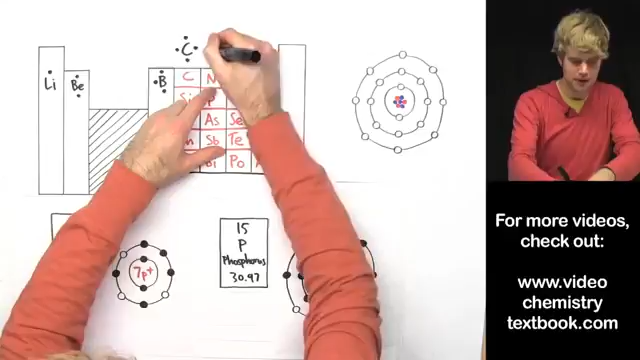 C
C N
Li Be B
Si P
As Se
Sb Te
Bi Po
7p+
15
P
Phosphorus
30.97
For more videos,
check out:
www.video
chemistry
textbook.com